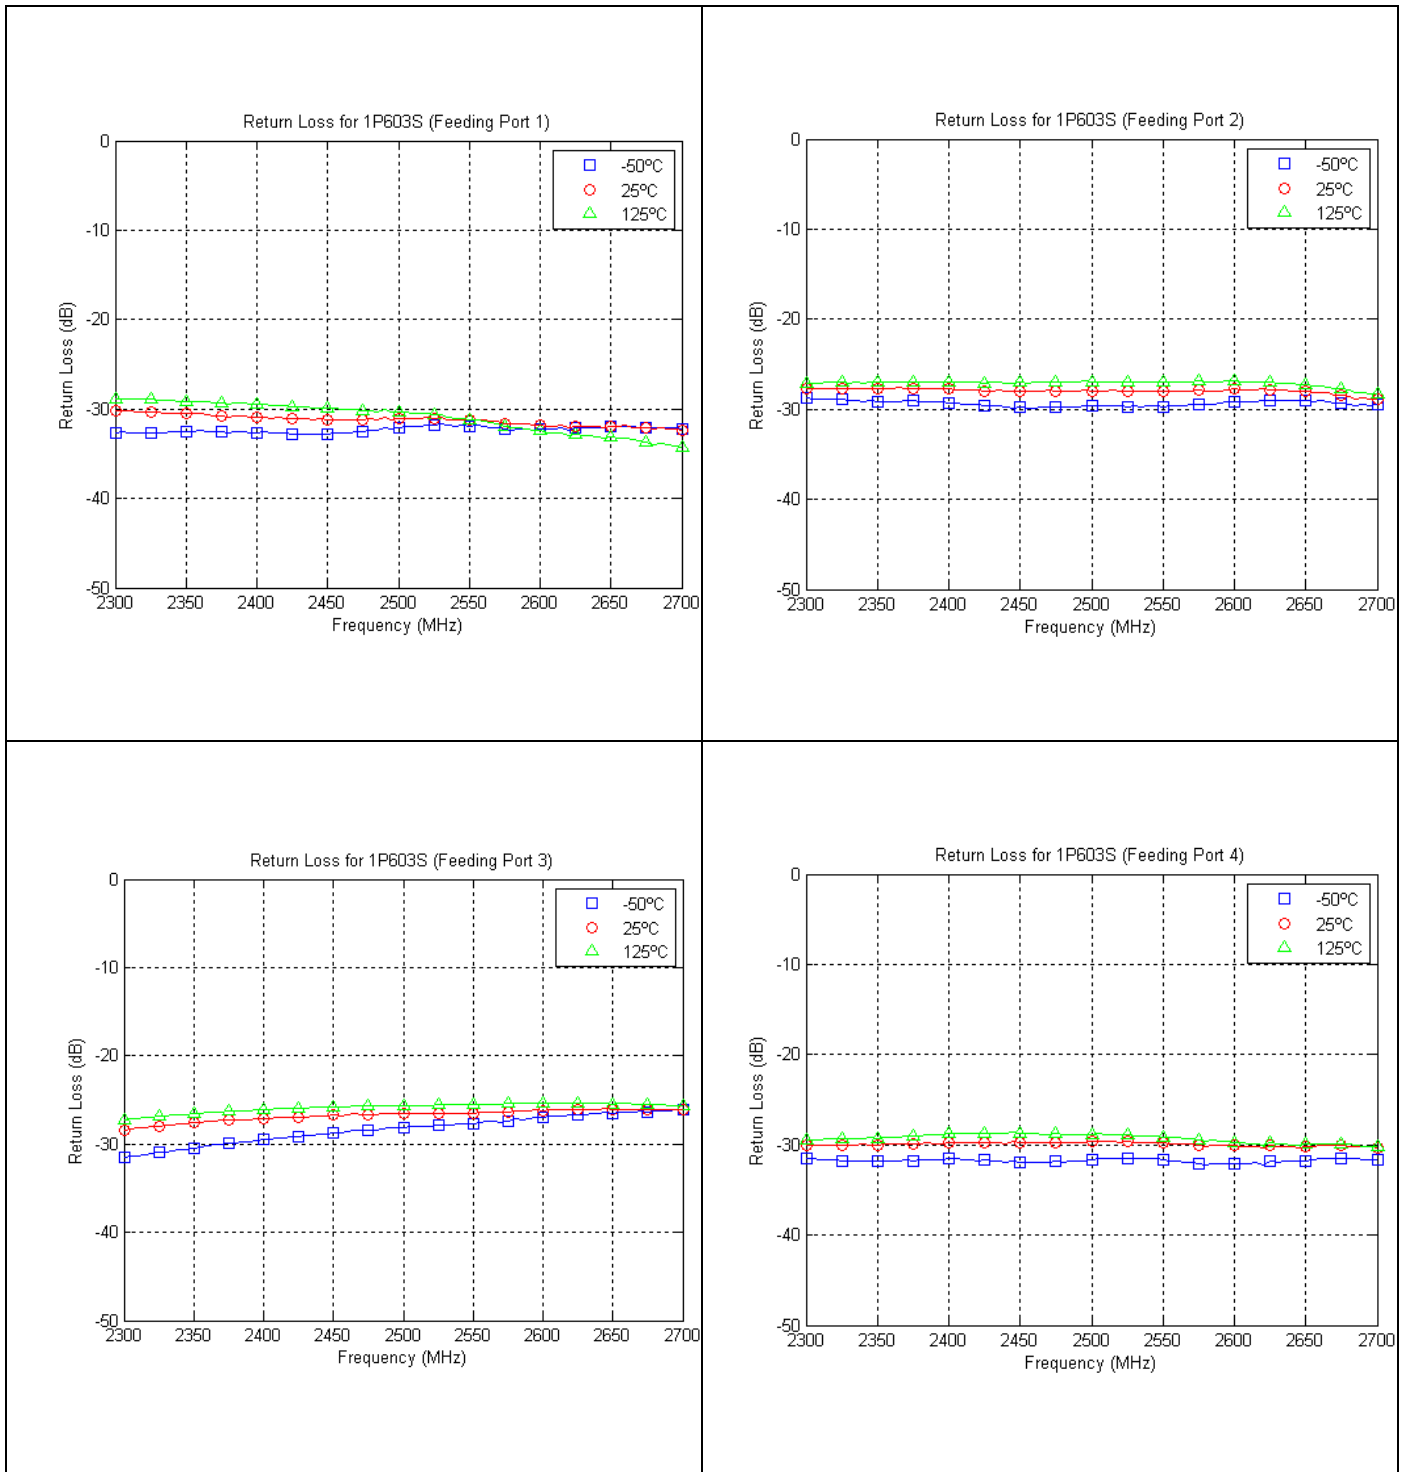 Return Loss for 1P603S (Feeding Port 1)
0
-10
-20
-30
-40
-50
Return Loss (dB)
-50ºC
25ºC
125ºC
2300 2350 2400 2450 2500 2550 2600 2650 2700
Frequency (MHz)
Return Loss for 1P603S (Feeding Port 2)
0
-10
-20
-30
-40
-50
Return Loss (dB)
-50ºC
25ºC
125ºC
2300 2350 2400 2450 2500 2550 2600 2650 2700
Frequency (MHz)
Return Loss for 1P603S (Feeding Port 3)
0
-10
-20
-30
-40
-50
Return Loss (dB)
-50ºC
25ºC
125ºC
2300 2350 2400 2450 2500 2550 2600 2650 2700
Frequency (MHz)
Return Loss for 1P603S (Feeding Port 4)
0
-10
-20
-30
-40
-50
Return Loss (dB)
-50ºC
25ºC
125ºC
2300 2350 2400 2450 2500 2550 2600 2650 2700
Frequency (MHz)